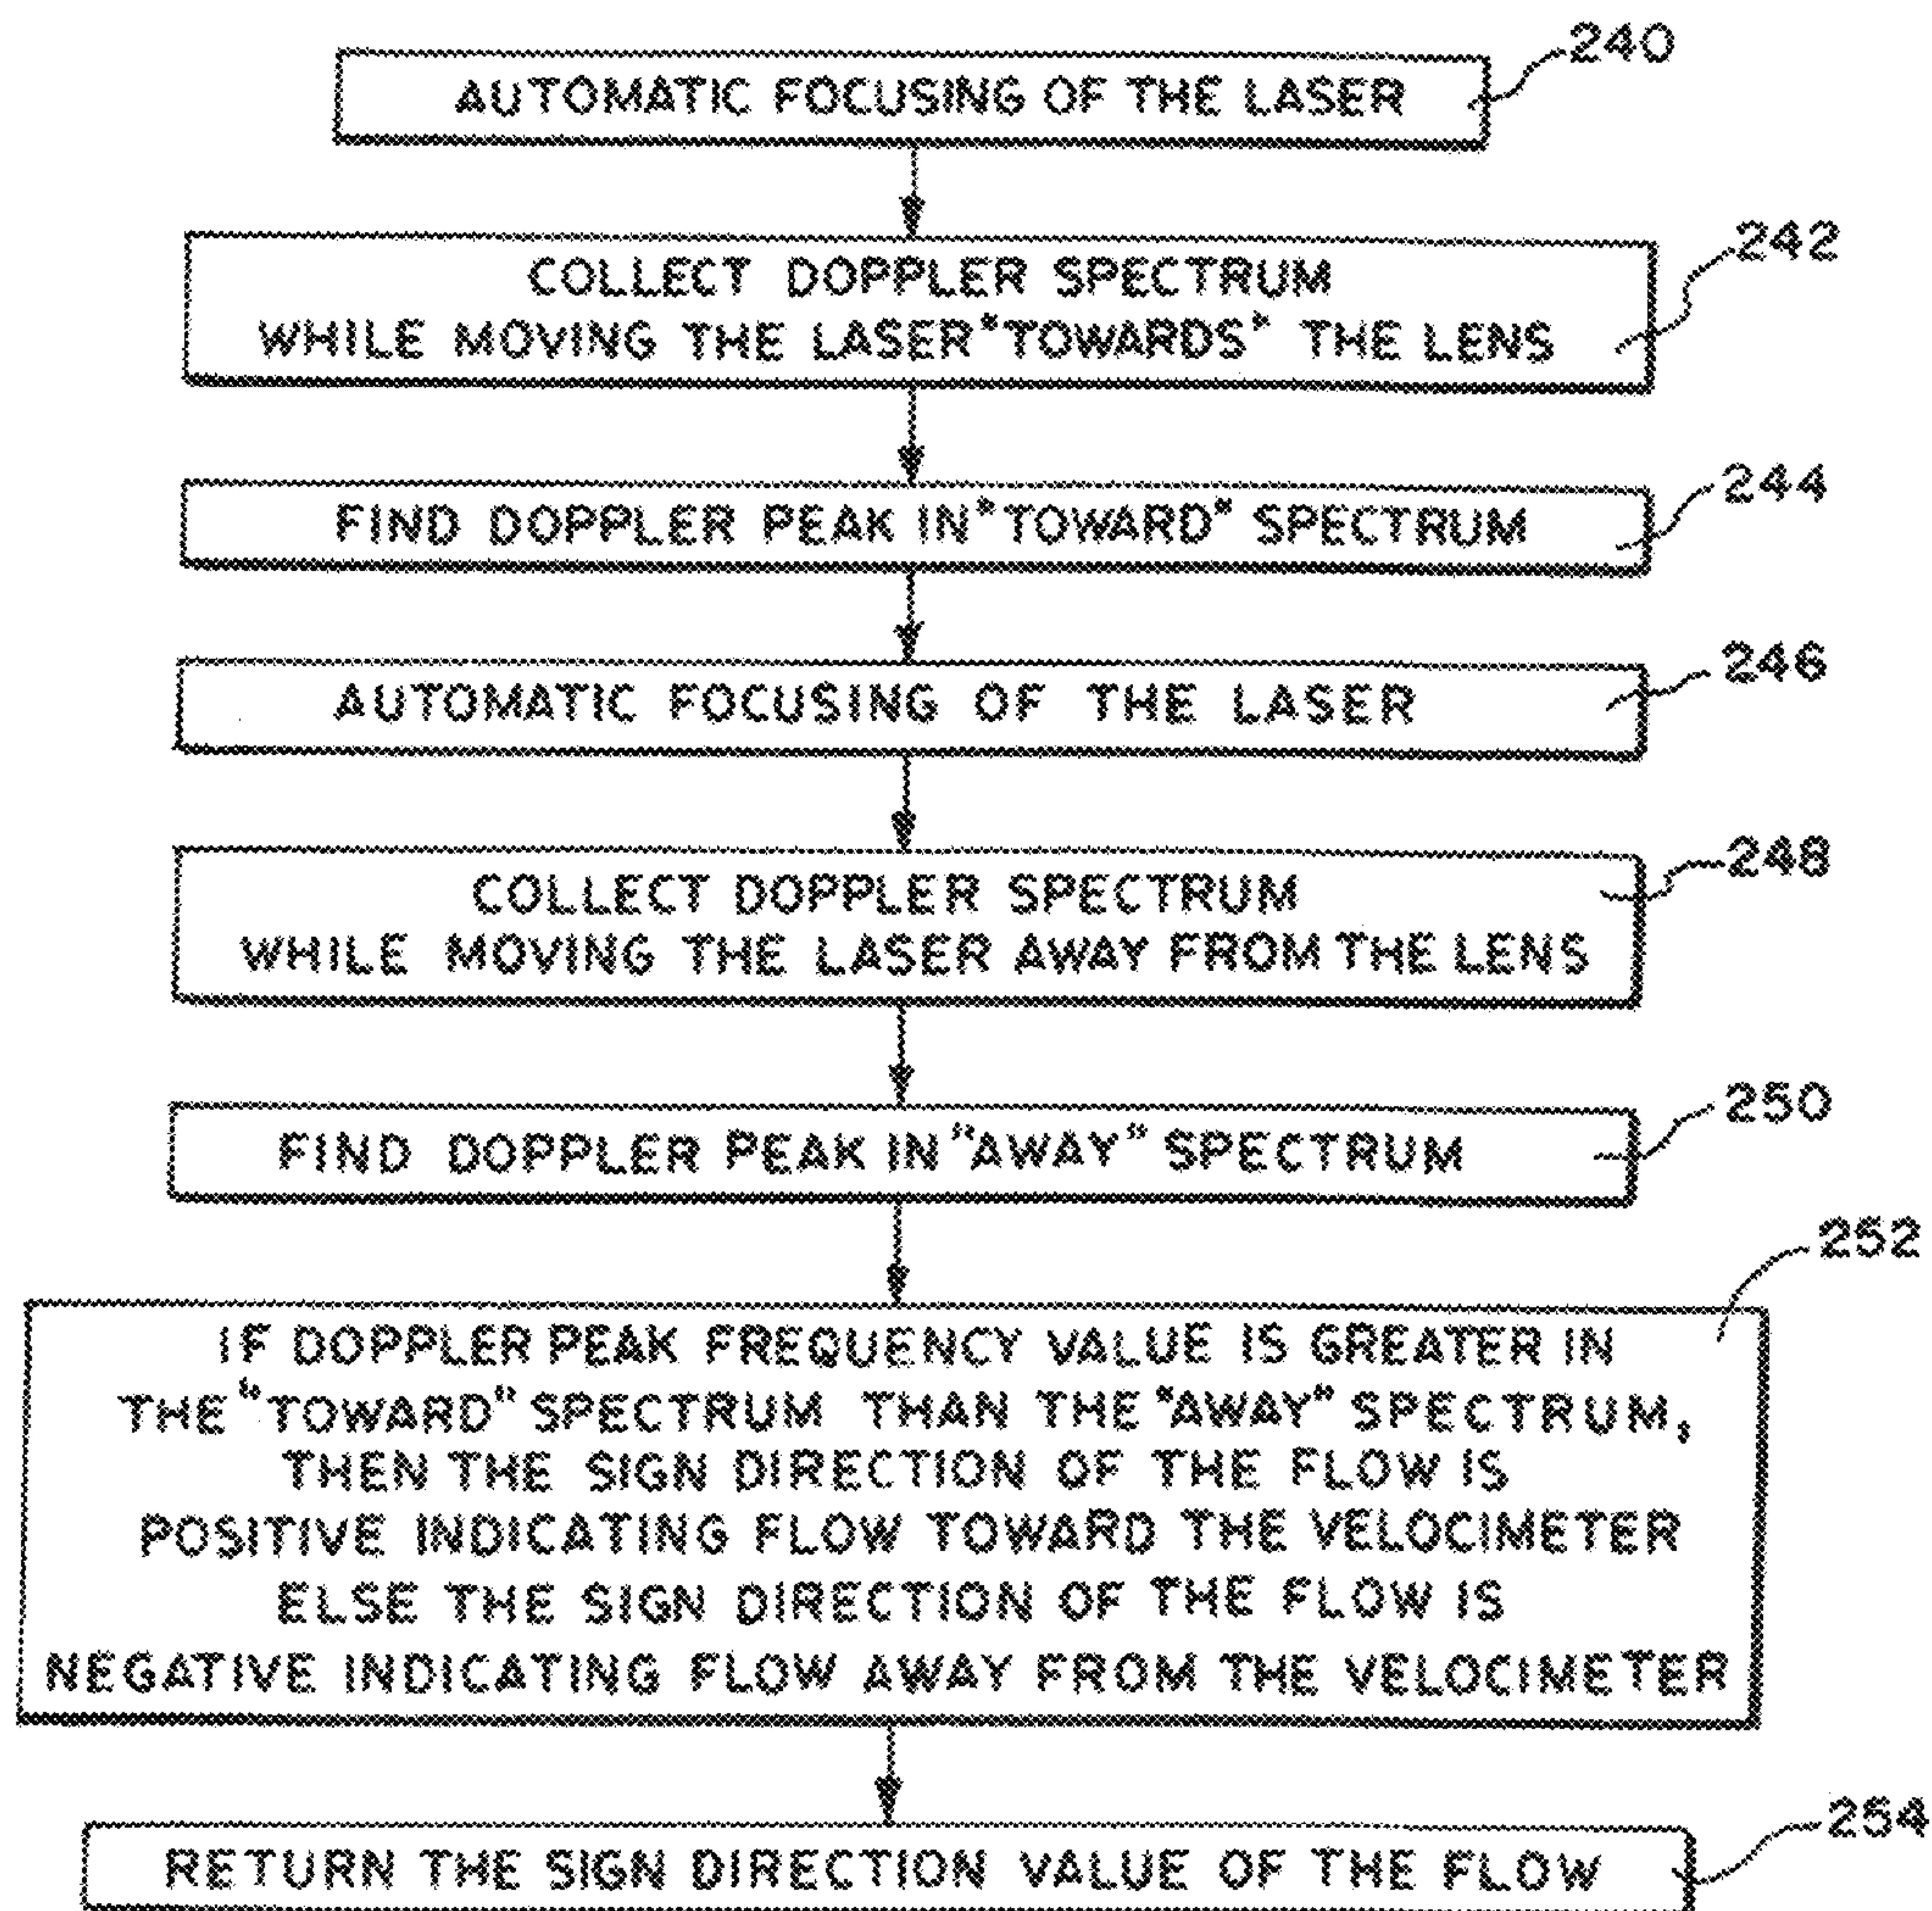 240
AUTOMATIC FOCUSING OF THE LASER
242
COLLECT DOPPLER SPECTRUM
WHILE MOVING THE LASER "TOWARDS" THE LENS
244
FIND DOPPLER PEAK IN "TOWARD" SPECTRUM
246
AUTOMATIC FOCUSING OF THE LASER
248
COLLECT DOPPLER SPECTRUM
WHILE MOVING THE LASER AWAY FROM THE LENS
250
FIND DOPPLER PEAK IN "AWAY" SPECTRUM
252
IF DOPPLER PEAK FREQUENCY VALUE IS GREATER IN
THE "TOWARD" SPECTRUM THAN THE "AWAY" SPECTRUM,
THEN THE SIGN DIRECTION OF THE FLOW IS
POSITIVE INDICATING FLOW TOWARD THE VELOCIMETER
ELSE THE SIGN DIRECTION OF THE FLOW IS
NEGATIVE INDICATING FLOW AWAY FROM THE VELOCIMETER
254
RETURN THE SIGN DIRECTION VALUE OF THE FLOW